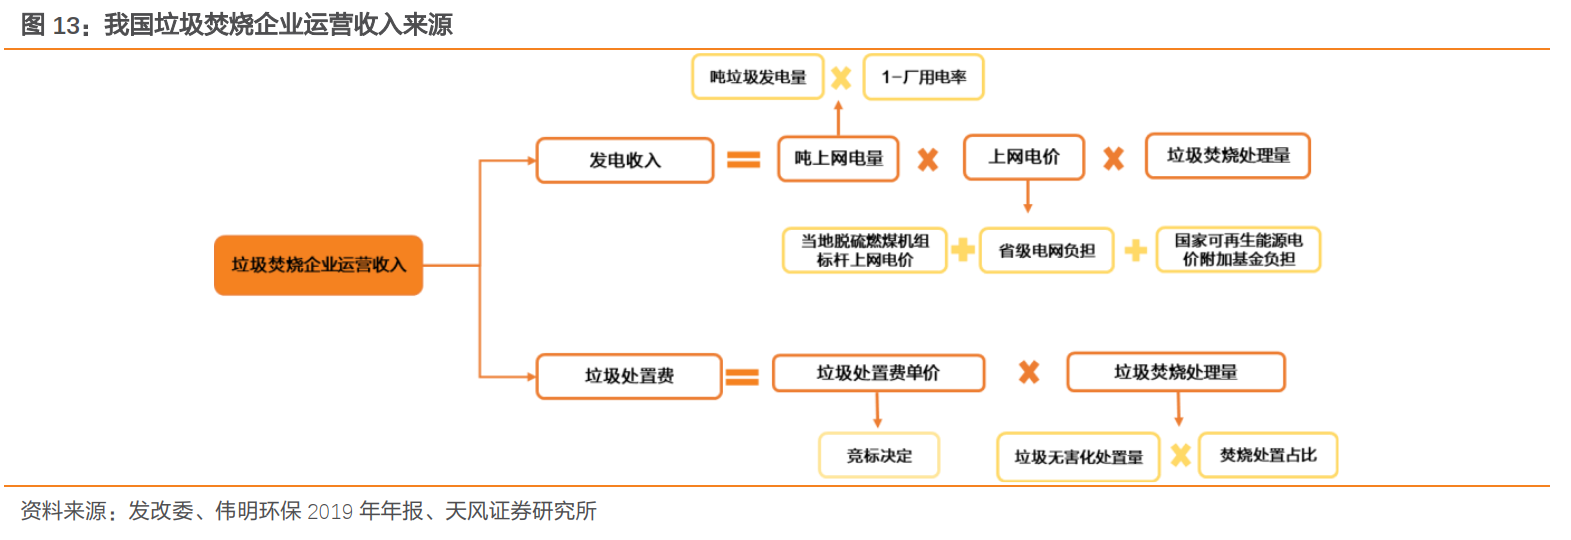 图 13：我国垃圾焚烧企业运营收入来源
吨垃圾发电量
1-厂用电率
发电收入
吨上网电量
上网电价
垃圾焚烧处理量
当地脱硫燃煤机组
标杆上网电价
省级电网负担
国家可再生能源电
价附加基金负担
垃圾焚烧企业运营收入
垃圾处置费
垃圾处置费单价
垃圾焚烧处理量
竞标决定
垃圾无害化处置量
焚烧处置占比
资料来源：发改委、伟明环保 2019 年年报、天风证券研究所